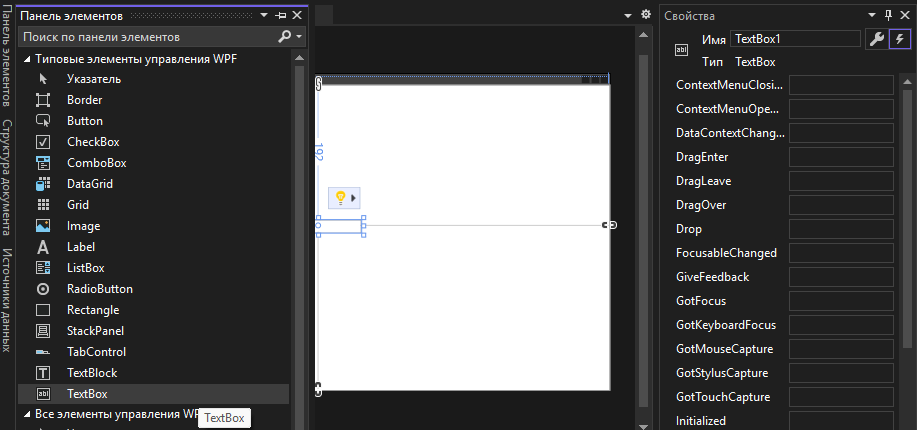 Панель элементов
Структура документа
Источники данных
Панель элементов
Поиск по панели элементов
Типовые элементы управления WPF
Указатель
Border
Button
CheckBox
ComboBox
DataGrid
Grid
Image
Label
ListBox
RadioButton
Rectangle
StackPanel
TabControl
TextBlock
TextBox
Все элементы управления WP
TextBox
192
Свойства
Имя TextBox1
Тип TextBox
ContextMenuClosi...
ContextMenuOpe...
DataContextChang...
DragEnter
DragLeave
DragOver
Drop
FocusableChanged
GiveFeedback
GotFocus
GotKeyboardFocus
GotMouseCapture
GotStylusCapture
GotTouchCapture
Initialized